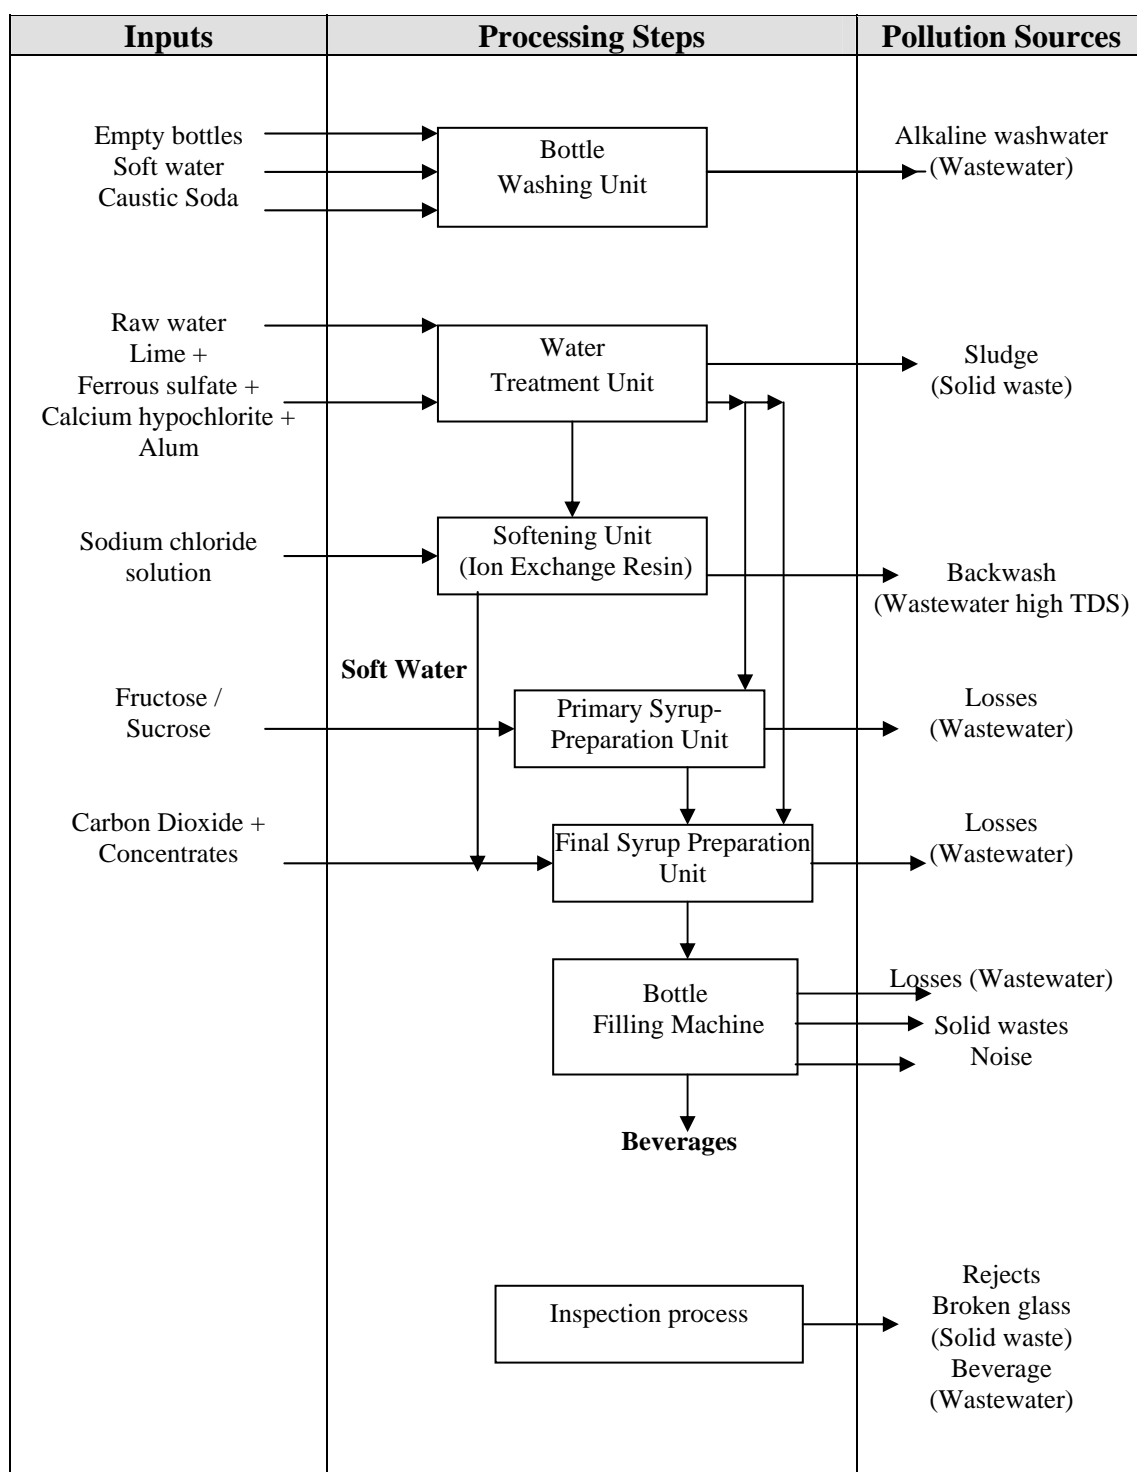 Inputs
Processing Steps
Pollution Sources
Empty bottles
Soft water
Caustic Soda
Bottle
Washing Unit
Alkaline washwater
(Wastewater)
Raw water
Lime +
Ferrous sulfate +
Calcium hypochlorite +
Alum
Water
Treatment Unit
Sludge
(Solid waste)
Sodium chloride
solution
Softening Unit
(Ion Exchange Resin)
Backwash
(Wastewater high TDS)
Soft Water
Fructose /
Sucrose
Primary Syrup-
Preparation Unit
Losses
(Wastewater)
Carbon Dioxide +
Concentrates
Final Syrup Preparation
Unit
Losses
(Wastewater)
Bottle
Filling Machine
Losses (Wastewater)
Solid wastes
Noise
Beverages
Inspection process
Rejects
Broken glass
(Solid waste)
Beverage
(Wastewater)